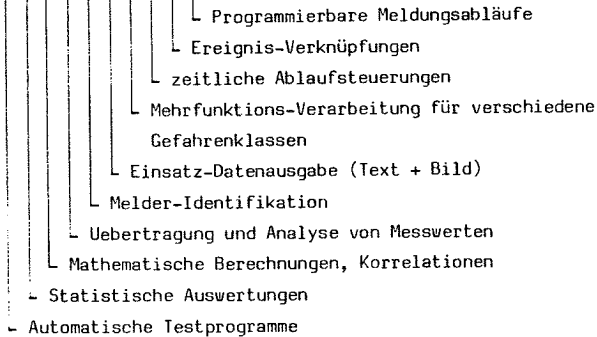 Programmierbare Meldungsabläufe
Ereignis-Verknüpfungen
zeitliche Ablaufsteuerungen
Mehrfunktions-Verarbeitung für verschiedene
Gefahrenklassen
Einsatz-Datenausgabe (Text + Bild)
Melder-Identifikation
Uebertragung und Analyse von Messwerten
Mathematische Berechnungen, Korrelationen
Statistische Auswertungen
Automatische Testprogramme